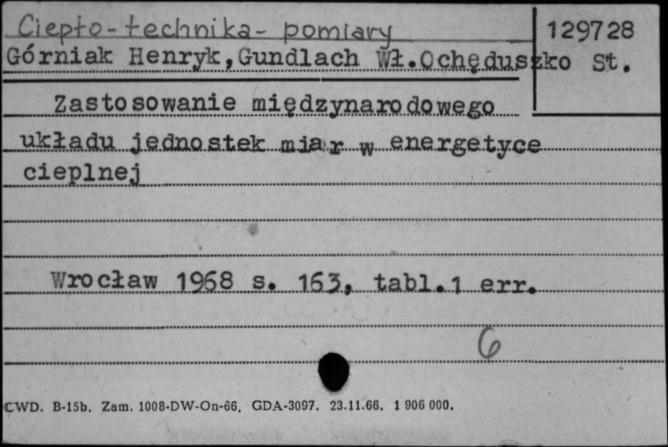 Ciepło-technika- pomiary
129728
Górniak Henryk,Gundlach Wł.Ochęduszko St.
Zastosowanie międzynarodowego
układu jednostek miar w energetyce
cieplnej
Wrocław 1968 s. 163, tabl.1 err.
6
CWD. B-15b. Zam. 1008-DW-On-66. GDA-3097. 23.11.66. 1 906 000.